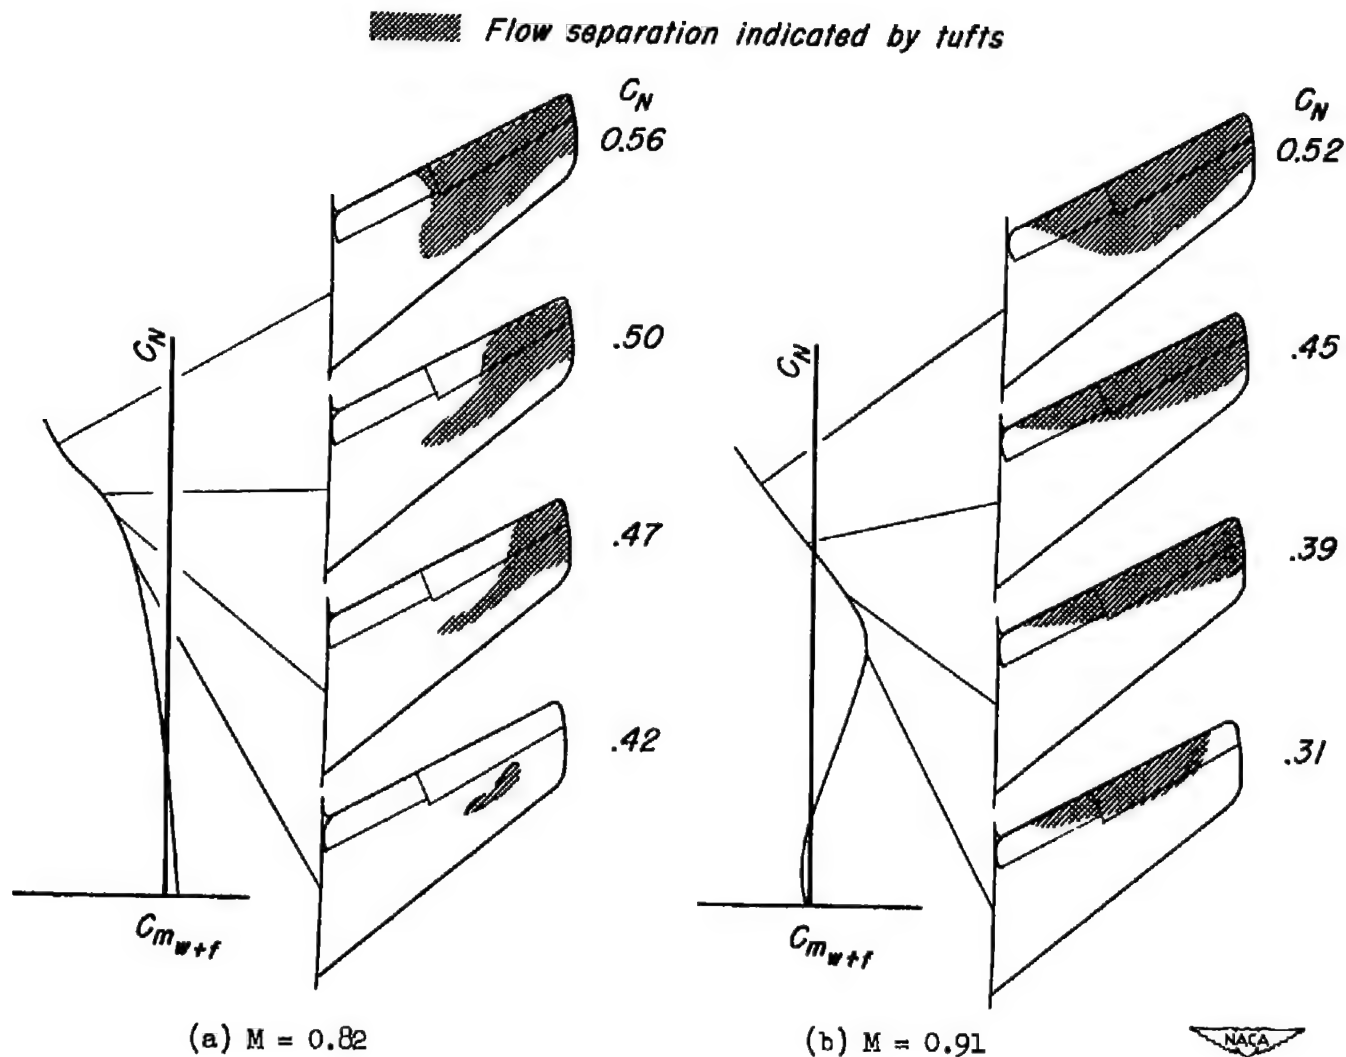 Flow separation indicated by tufts
C_N
0.56
.50
.47
.42
C_N
C_m_w+f
(a) M = 0.82
C_N
0.52
.45
.39
.31
C_N
C_m_w+f
(b) M = 0.91
NACA